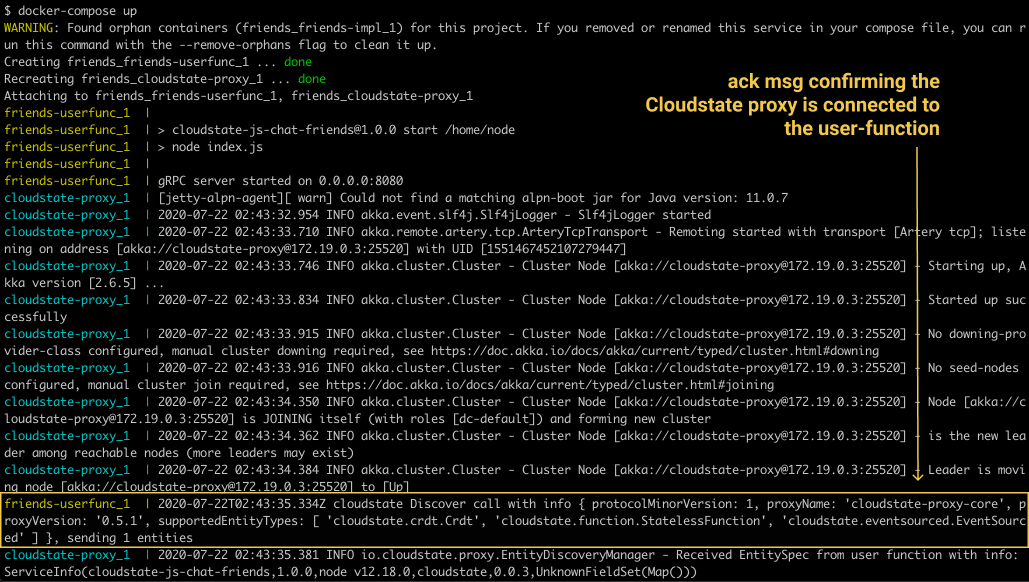 $ docker-compose up
WARNING: Found orphan containers (friends_friends-impl_1) for this project. If you removed or renamed this service in your compose file, you can r
un this command with the --remove-orphans flag to clean it up.
Creating friends_friends-userfunc_1 ... done
Recreating friends_cloudstate-proxy_1 ... done
Attaching to friends_friends-userfunc_1, friends_cloudstate-proxy_1
ack msg confirming the
Cloudstate proxy is connected to
the user-function
friends-userfunc_1  |
friends-userfunc_1  | > cloudstate-js-chat-friends@1.0.0 start /home/node
friends-userfunc_1  | > node index.js
friends-userfunc_1  |
friends-userfunc_1  | gRPC server started on 0.0.0.0:8080
cloudstate-proxy_1  | [jetty-alpn-agent][ warn] Could not find a matching alpn-boot jar for Java version: 11.0.7
cloudstate-proxy_1  | 2020-07-22 02:43:32.954 INFO akka.event.slf4j.Slf4jLogger - Slf4jLogger started
cloudstate-proxy_1  | 2020-07-22 02:43:33.710 INFO akka.remote.artery.tcp.ArteryTcpTransport - Remoting started with transport [Artery tcp]; liste
ning on address [akka://cloudstate-proxy@172.19.0.3:25520] with UID [1551467452107279447]
cloudstate-proxy_1  | 2020-07-22 02:43:33.746 INFO akka.cluster.Cluster - Cluster Node [akka://cloudstate-proxy@172.19.0.3:25520] - Starting up, A
kka version [2.6.5] ...
cloudstate-proxy_1  | 2020-07-22 02:43:33.834 INFO akka.cluster.Cluster - Cluster Node [akka://cloudstate-proxy@172.19.0.3:25520] - Started up suc
cessfully
cloudstate-proxy_1  | 2020-07-22 02:43:33.915 INFO akka.cluster.Cluster - Cluster Node [akka://cloudstate-proxy@172.19.0.3:25520] - No downing-pro
vider-class configured, manual cluster downing required, see https://doc.akka.io/docs/akka/current/typed/cluster.html#downing
cloudstate-proxy_1  | 2020-07-22 02:43:33.916 INFO akka.cluster.Cluster - Cluster Node [akka://cloudstate-proxy@172.19.0.3:25520] - No seed-nodes
configured, manual cluster join required, see https://doc.akka.io/docs/akka/current/typed/cluster.html#joining
cloudstate-proxy_1  | 2020-07-22 02:43:34.350 INFO akka.cluster.Cluster - Cluster Node [akka://cloudstate-proxy@172.19.0.3:25520] - Node [akka://c
loudstate-proxy@172.19.0.3:25520] is JOINING itself (with roles [dc-default]) and forming new cluster
cloudstate-proxy_1  | 2020-07-22 02:43:34.362 INFO akka.cluster.Cluster - Cluster Node [akka://cloudstate-proxy@172.19.0.3:25520] - is the new lea
der among reachable nodes (more leaders may exist)
cloudstate-proxy_1  | 2020-07-22 02:43:34.384 INFO akka.cluster.Cluster - Cluster Node [akka://cloudstate-proxy@172.19.0.3:25520] - Leader is movi
ng node [akka://cloudstate-proxy@172.19.0.3:25520] to [Up]
friends-userfunc_1  | 2020-07-22T02:43:35.334Z cloudstate Discover call with info { protocolMinorVersion: 1, proxyName: 'cloudstate-proxy-core', p
roxyVersion: '0.5.1', supportedEntityTypes: [ 'cloudstate.crdt.Crdt', 'cloudstate.function.StatelessFunction', 'cloudstate.eventsourced.EventSourc
ed' ] }, sending 1 entities
cloudstate-proxy_1  | 2020-07-22 02:43:35.381 INFO io.cloudstate.proxy.EntityDiscoveryManager - Received EntitySpec from user function with info:
ServiceInfo(cloudstate-js-chat-friends,1.0.0,node v12.18.0,cloudstate,0.0.3,UnknownFieldSet(Map()))